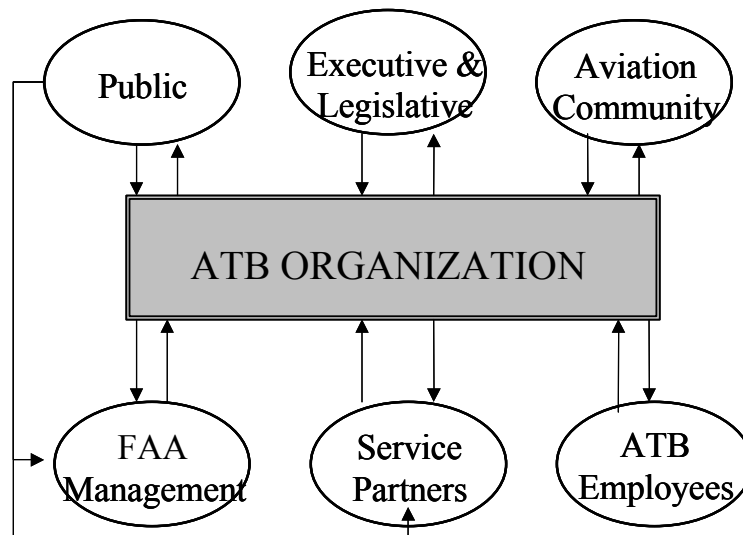 Public
Executive &
Legislative
Aviation
Community
ATB ORGANIZATION
FAA
Management
Service
Partners
ATB
Employees